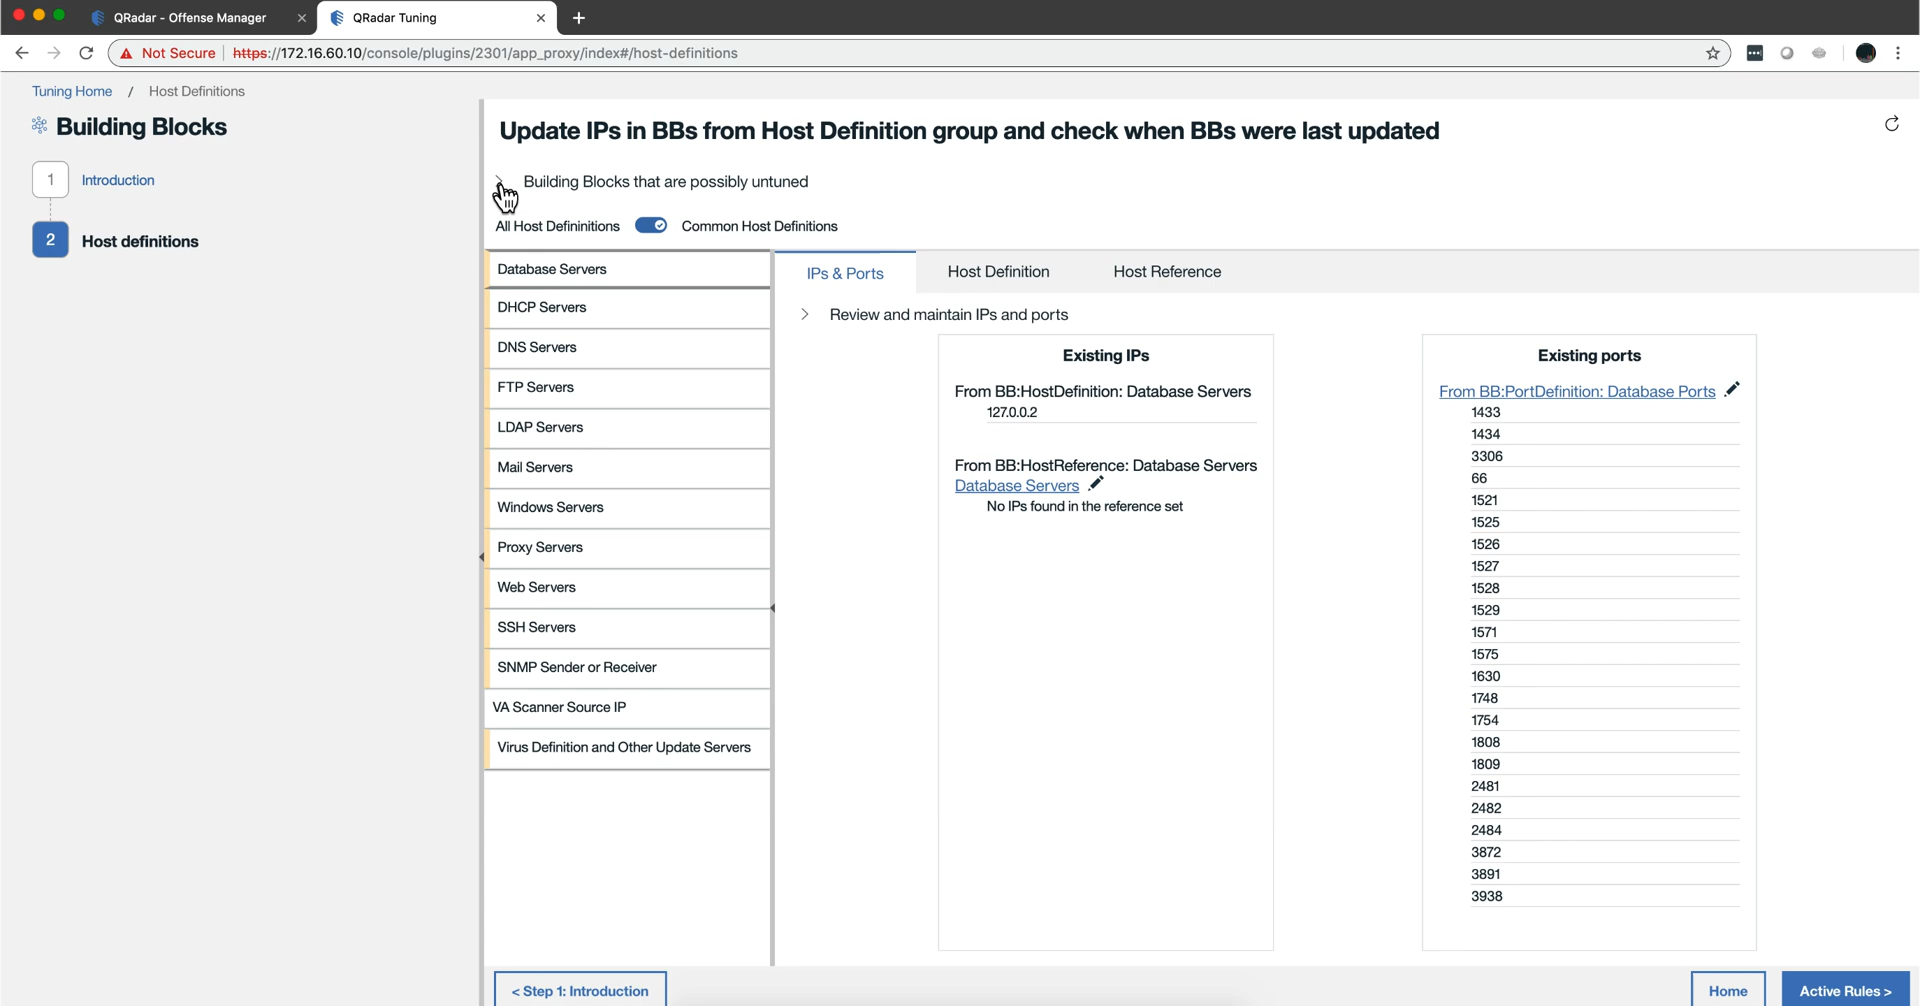 QRadar - Offense Manager
QRadar Tuning
Not Secure
https://172.16.60.10/console/plugins/2301/app_proxy/index#/host-definitions
Tuning Home / Host Definitions
Building Blocks
1 Introduction
2 Host definitions
Update IPs in BBs from Host Definition group and check when BBs were last updated
Building Blocks that are possibly untuned
All Host Defininitions
Common Host Definitions
Database Servers
DHCP Servers
DNS Servers
FTP Servers
LDAP Servers
Mail Servers
Windows Servers
Proxy Servers
Web Servers
SSH Servers
SNMP Sender or Receiver
VA Scanner Source IP
Virus Definition and Other Update Servers
IPs & Ports
Host Definition
Host Reference
Review and maintain IPs and ports
Existing IPs
From BB:HostDefinition: Database Servers
127.0.0.2
From BB:HostReference: Database Servers
Database Servers
No IPs found in the reference set
Existing ports
From BB:PortDefinition: Database Ports
1433
1434
3306
66
1521
1525
1526
1527
1528
1529
1571
1575
1630
1748
1754
1808
1809
2481
2482
2484
3872
3891
3938
< Step 1: Introduction
Home
Active Rules >